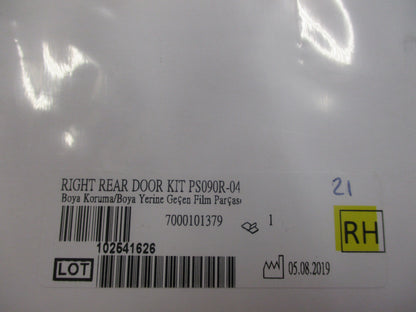 RIGHT REAR DOOR KIT PS090R-04
21
Boya Koruma/Boya Yerine Geçen Film Parçası
7000101379
1
RH
102541626
LOT
05.08.2019